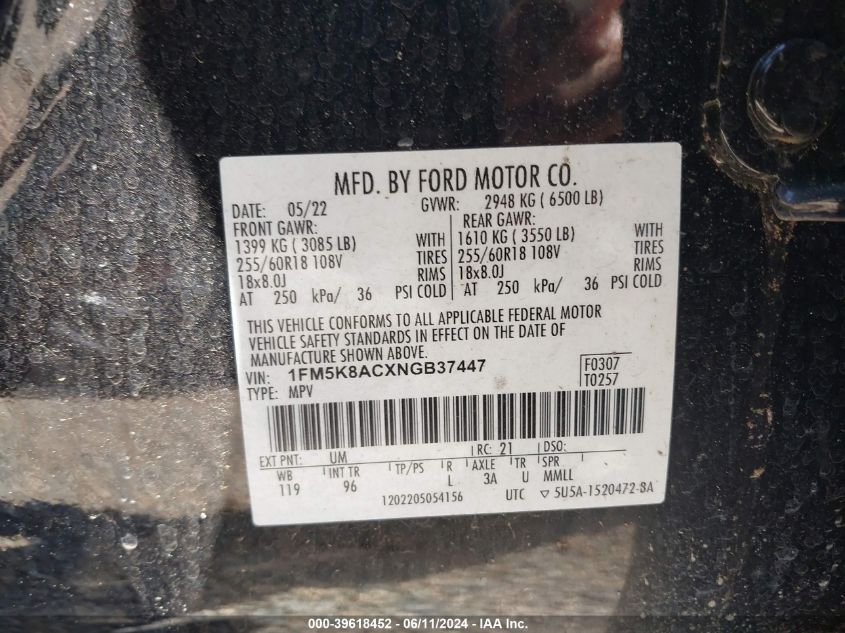 MFD. BY FORD MOTOR CO.
DATE: 05/22 GVWR: 2948 KG ( 6500 LB)
FRONT GAWR: REAR GAWR:
1399 KG ( 3085 LB) WITH 1610 KG ( 3550 LB) WITH
255/60R18 108V TIRES 255/60R18 108V TIRES
18x8.0J RIMS 18x8.0J RIMS
AT 250 kPa/ 36 PSI COLD AT 250 kPa/ 36 PSI COLD
THIS VEHICLE CONFORMS TO ALL APPLICABLE FEDERAL MOTOR
VEHICLE SAFETY STANDARDS IN EFFECT ON THE DATE OF
MANUFACTURE SHOWN ABOVE.
VIN: 1FM5K8ACXNGB37447 F0307
TYPE: MPV T0257
EXT PNT: UM RC: 21 DSO:
WB INT TR TP/PS R AXLE TR SPR
119 96 L 3A U MMLL
1202205054156 UTC ▽ 5U5A-1520472-8A
000-39618452 - 06/11/2024 - IAA Inc.